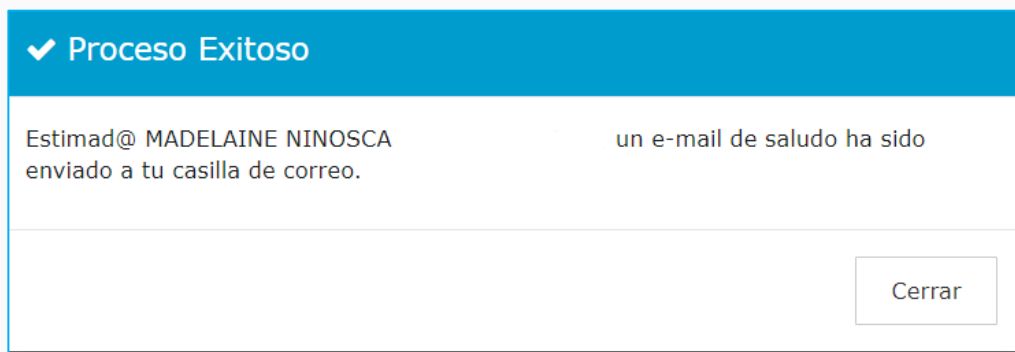 Proceso Exitoso
Estimad@ MADELAINE NINOSCA un e-mail de saludo ha sido
enviado a tu casilla de correo.
Cerrar